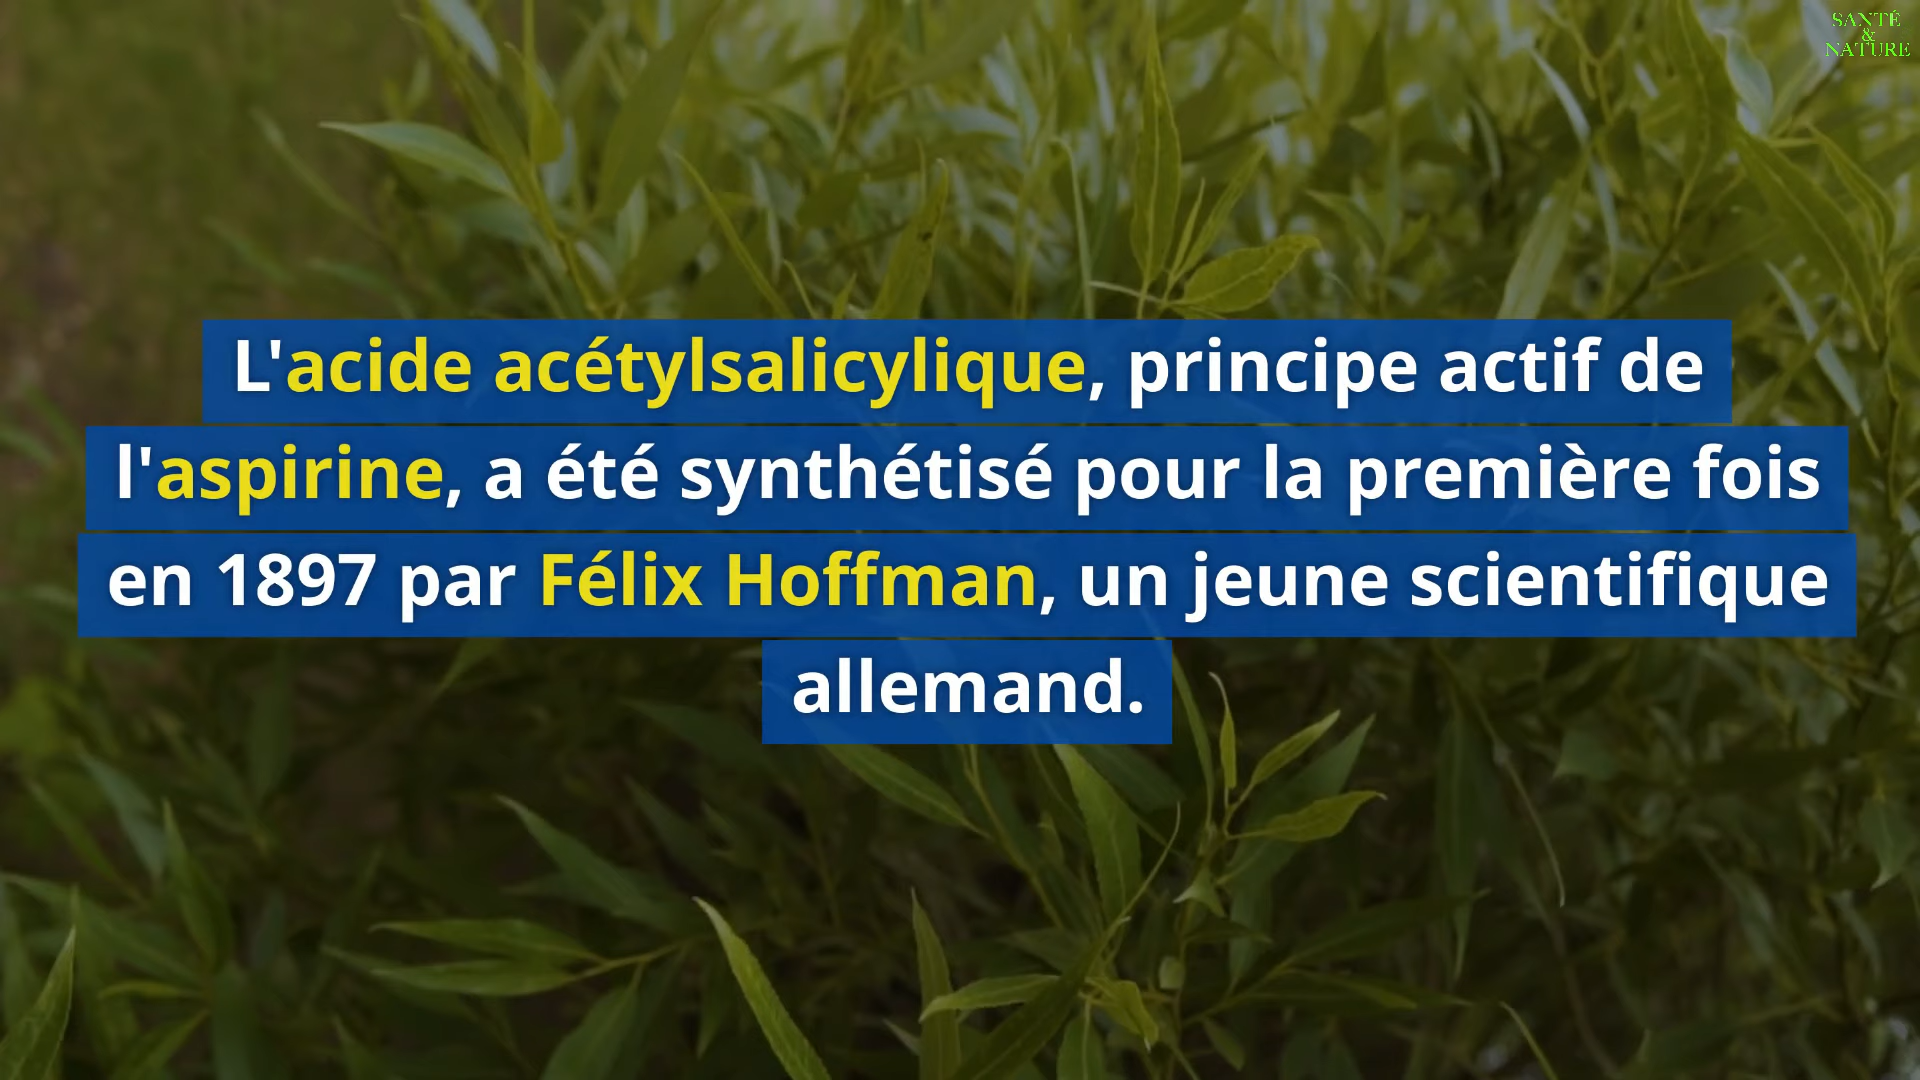 SANTÉ
&
NATURE
L'acide acétylsalicylique, principe actif de
l'aspirine, a été synthétisé pour la première fois
en 1897 par Félix Hoffman, un jeune scientifique
allemand.